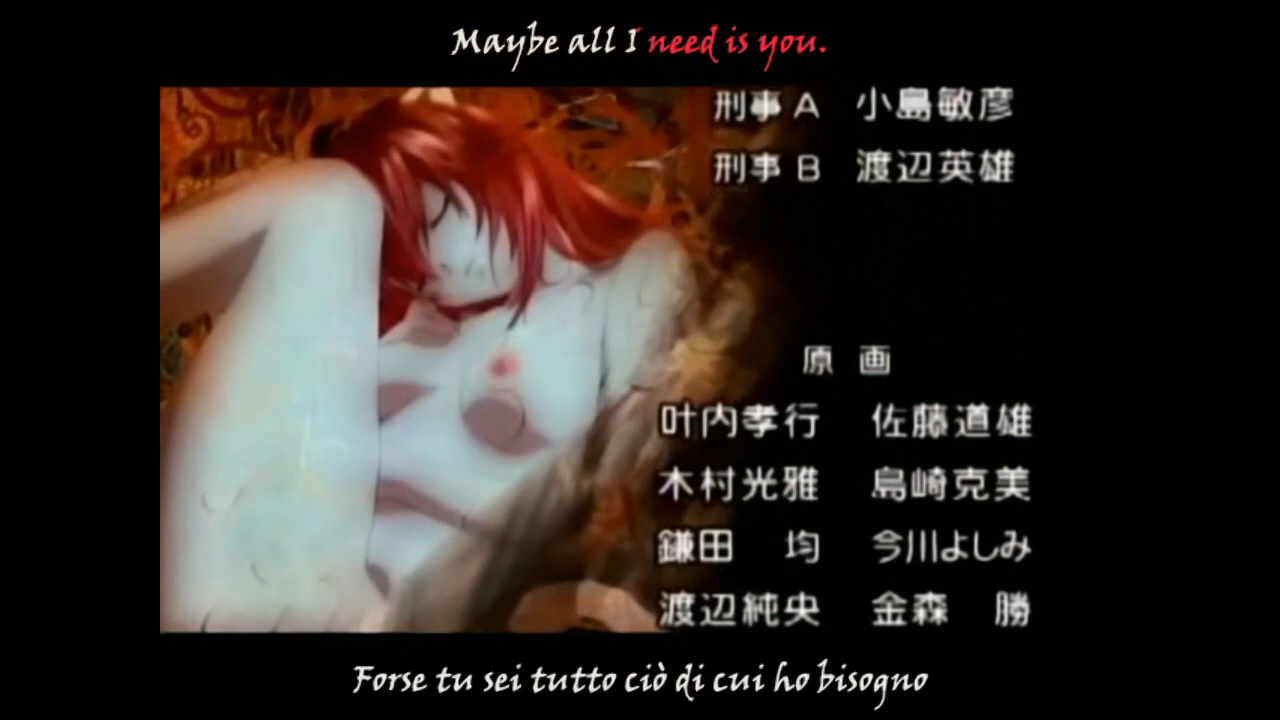 Maybe all I need is you.
刑事 A 小島敏彦
刑事 B 渡辺英雄
原 画
叶内孝行 佐藤道雄
木村光雅 島崎克美
鎌田 均 今川よしみ
渡辺純央 金森 勝
Forse tu sei tutto ciò di cui ho bisogno